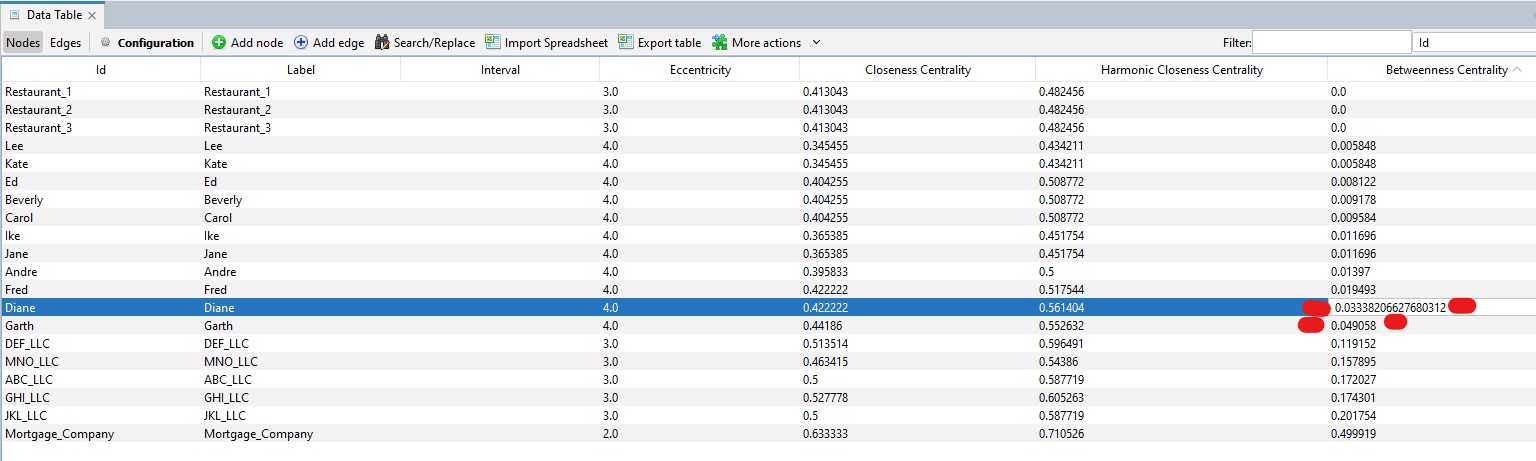 Data Table
Nodes Edges Configuration Add node Add edge Search/Replace Import Spreadsheet Export table More actions Filter: Id
Id Label Interval Eccentricity Closeness Centrality Harmonic Closeness Centrality Betweenness Centrality
Restaurant_1 Restaurant_1 3.0 0.413043 0.482456 0.0
Restaurant_2 Restaurant_2 3.0 0.413043 0.482456 0.0
Restaurant_3 Restaurant_3 3.0 0.413043 0.482456 0.0
Lee Lee 4.0 0.345455 0.434211 0.005848
Kate Kate 4.0 0.345455 0.434211 0.005848
Ed Ed 4.0 0.404255 0.508772 0.008122
Beverly Beverly 4.0 0.404255 0.508772 0.009178
Carol Carol 4.0 0.404255 0.508772 0.009584
Ike Ike 4.0 0.365385 0.451754 0.011696
Jane Jane 4.0 0.365385 0.451754 0.011696
Andre Andre 4.0 0.395833 0.5 0.01397
Fred Fred 4.0 0.422222 0.517544 0.019493
Diane Diane 4.0 0.422222 0.561404 0.03338206627680312
Garth Garth 4.0 0.44186 0.552632 0.049058
DEF_LLC DEF_LLC 3.0 0.513514 0.596491 0.119152
MNO_LLC MNO_LLC 3.0 0.463415 0.54386 0.157895
ABC_LLC ABC_LLC 3.0 0.5 0.587719 0.172027
GHI_LLC GHI_LLC 3.0 0.527778 0.605263 0.174301
JKL_LLC JKL_LLC 3.0 0.5 0.587719 0.201754
Mortgage_Company Mortgage_Company 2.0 0.633333 0.710526 0.499919